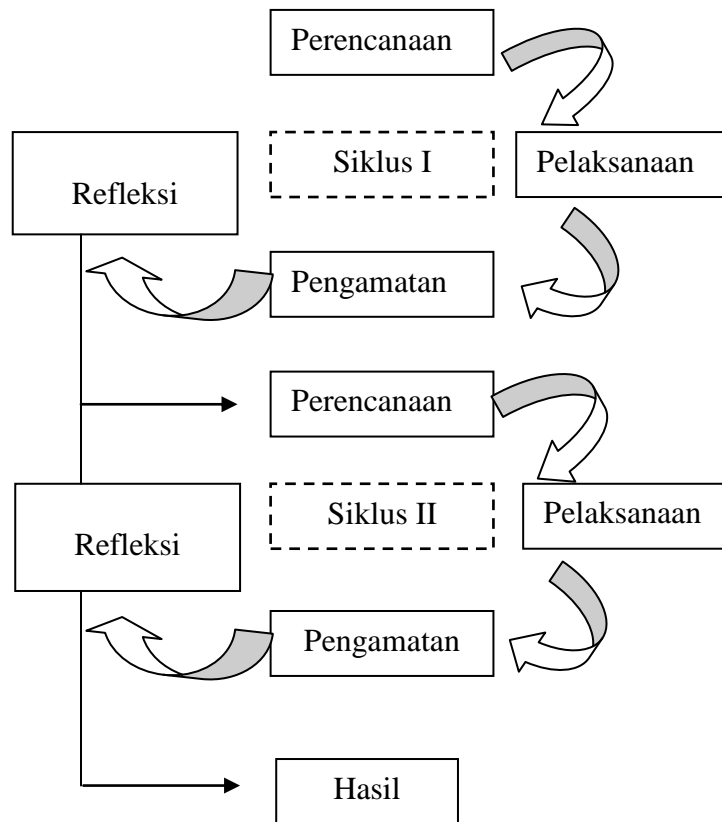 Perencanaan
Siklus I
Pelaksanaan
Refleksi
Pengamatan
Perencanaan
Siklus II
Pelaksanaan
Refleksi
Pengamatan
Hasil